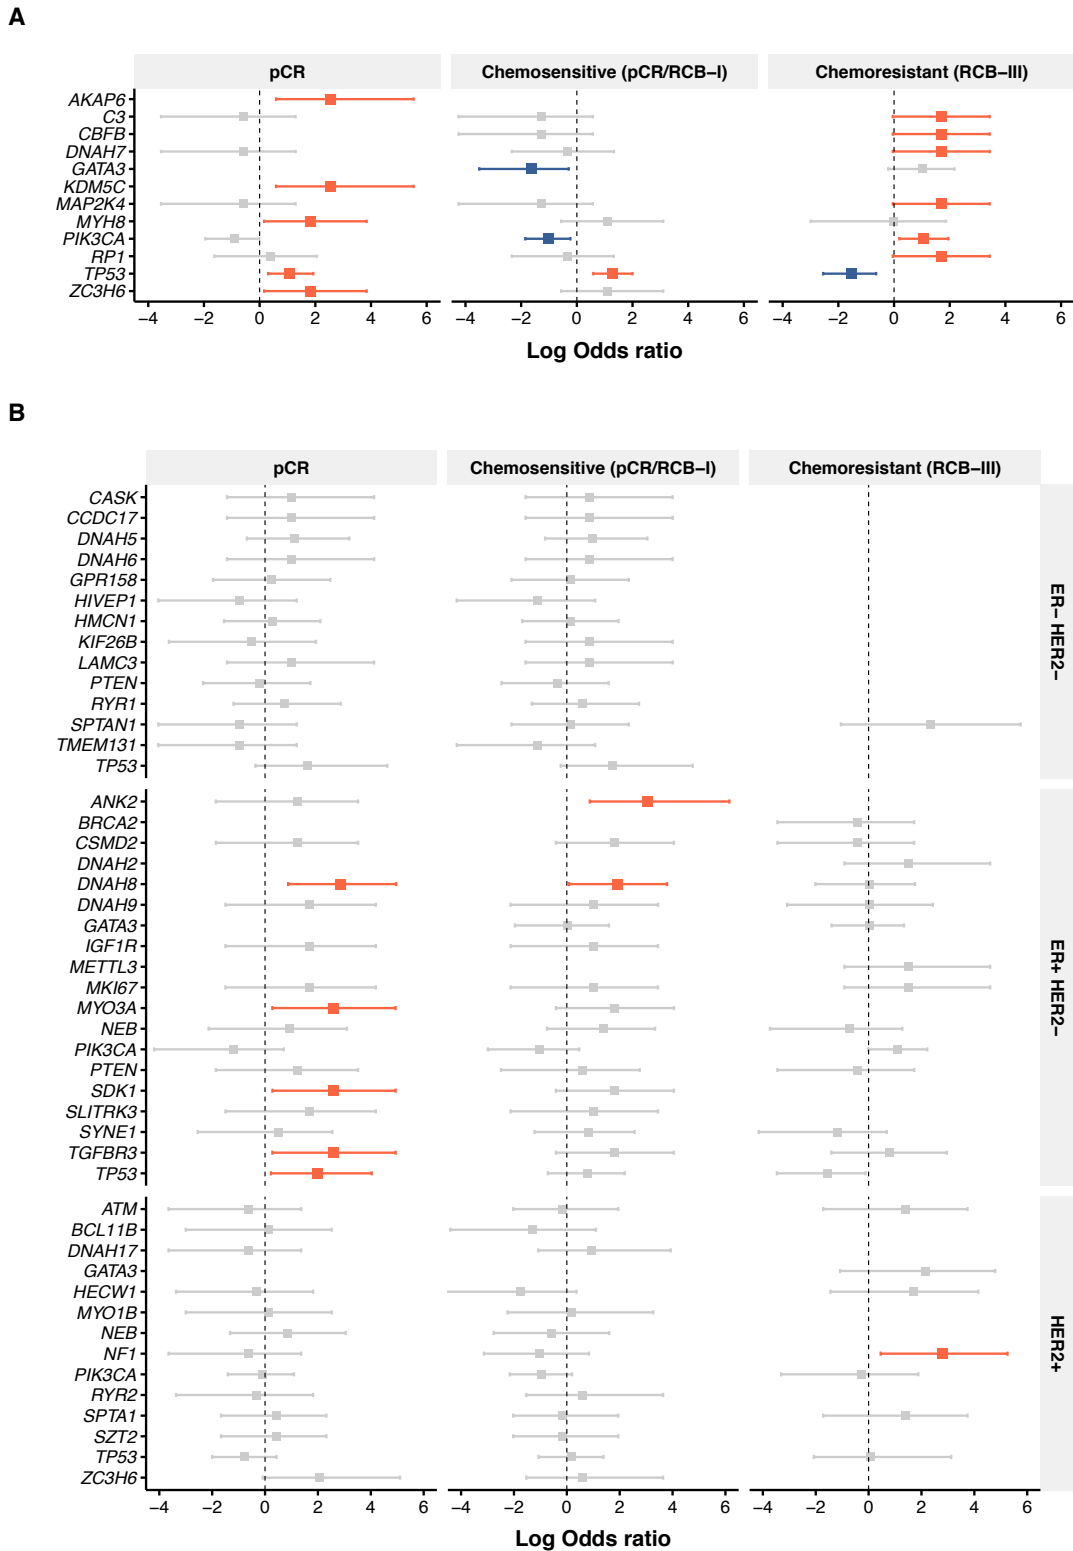 A
pCR
Chemosensitive (pCR/RCB−I)
Chemoresistant (RCB−III)
AKAP6
C3
CBFB
DNAH7
GATA3
KDM5C
MAP2K4
MYH8
PIK3CA
RP1
TP53
ZC3H6
−4 −2 0 2 4 6
−4 −2 0 2 4 6
−4 −2 0 2 4 6
Log Odds ratio
B
pCR
Chemosensitive (pCR/RCB−I)
Chemoresistant (RCB−III)
CASK
CCDC17
DNAH5
DNAH6
GPR158
HIVEP1
HMCN1
KIF26B
LAMC3
PTEN
RYR1
SPTAN1
TMEM131
TP53
ER− HER2−
ANK2
BRCA2
CSMD2
DNAH2
DNAH8
DNAH9
GATA3
IGF1R
METTL3
MKI67
MYO3A
NEB
PIK3CA
PTEN
SDK1
SLITRK3
SYNE1
TGFBR3
TP53
ER+ HER2−
ATM
BCL11B
DNAH17
GATA3
HECW1
MYO1B
NEB
NF1
PIK3CA
RYR2
SPTA1
SZT2
TP53
ZC3H6
HER2+
−4 −2 0 2 4 6
−4 −2 0 2 4 6
−4 −2 0 2 4 6
Log Odds ratio